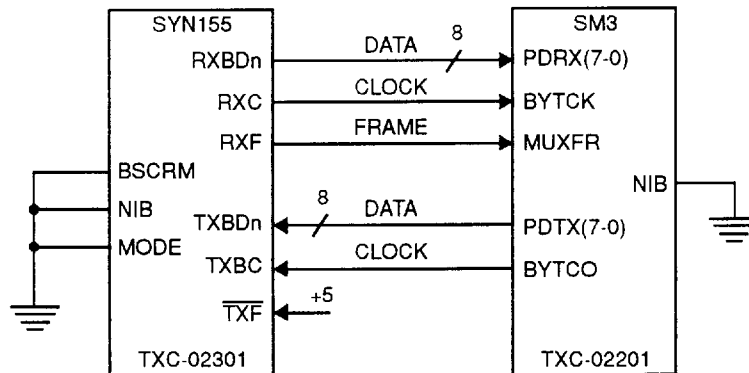 SYN155
SM3
8
RXBDn
DATA
PDRX(7-0)
RXC
CLOCK
BYTCK
RXF
FRAME
MUXFR
BSCRM
NIB
NIB
8
TXBDn
DATA
PDTX(7-0)
MODE
TXBC
CLOCK
BYTCO
TXF
+5
TXC-02301
TXC-02201